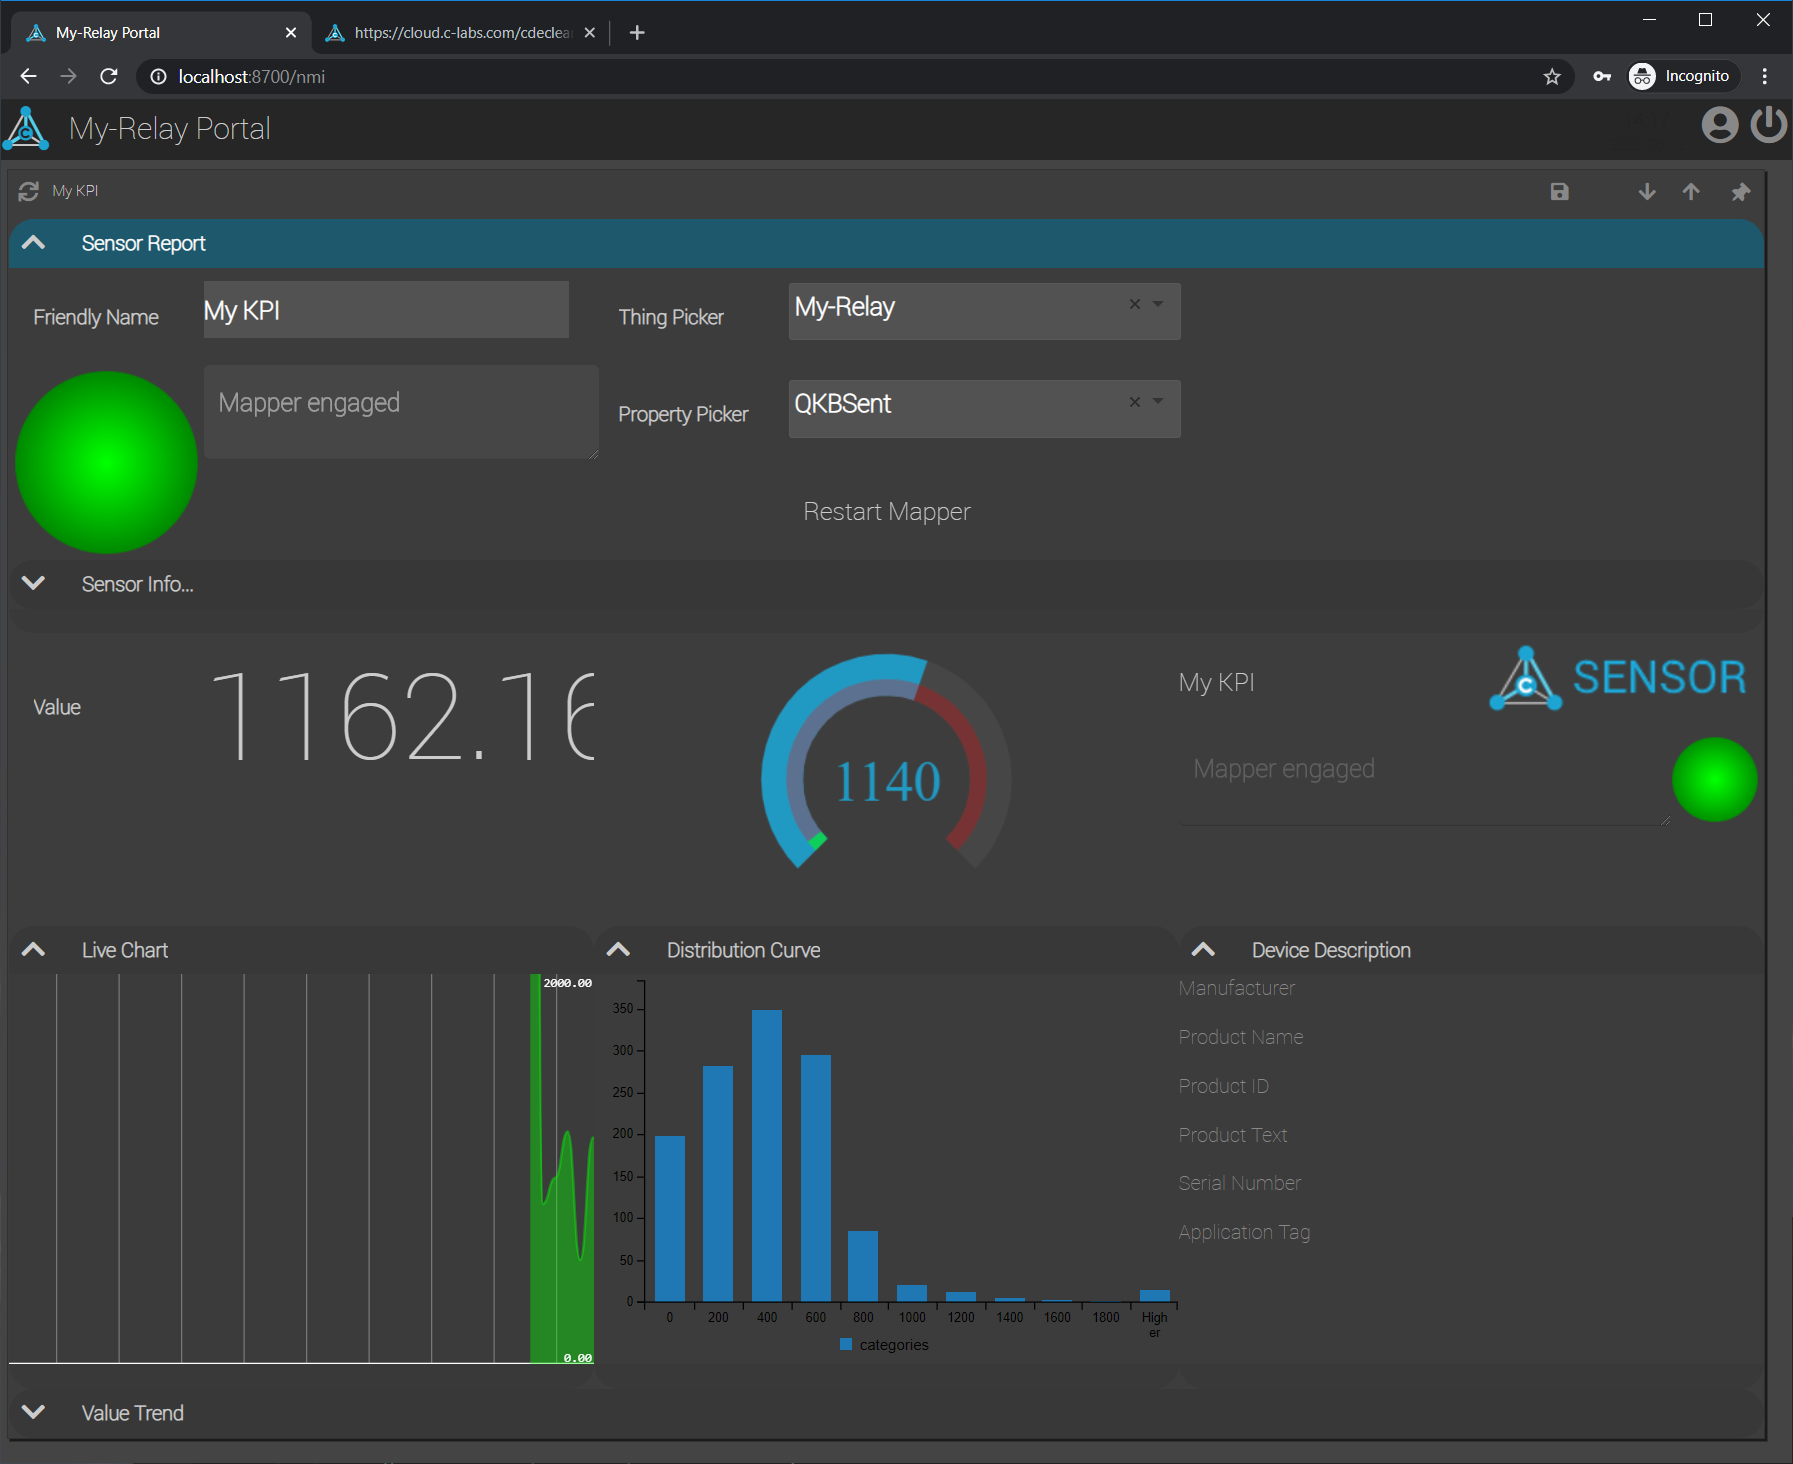 My-Relay Portal
https://cloud.c-labs.com/cdeclea
localhost:8700/nmi
Incognito
C
My-Relay Portal
My KPI
Sensor Report
Friendly Name
My KPI
Thing Picker
My-Relay
Mapper engaged
Property Picker
QKBSent
Restart Mapper
Sensor Info...
Value
1162.16
1140
My KPI
C SENSOR
Mapper engaged
Live Chart
Distribution Curve
Device Description
2000.00
0.00
350
300
250
200
150
100
50
0
0 200 400 600 800 1000 1200 1400 1600 1800 High
er
categories
Manufacturer
Product Name
Product ID
Product Text
Serial Number
Application Tag
Value Trend